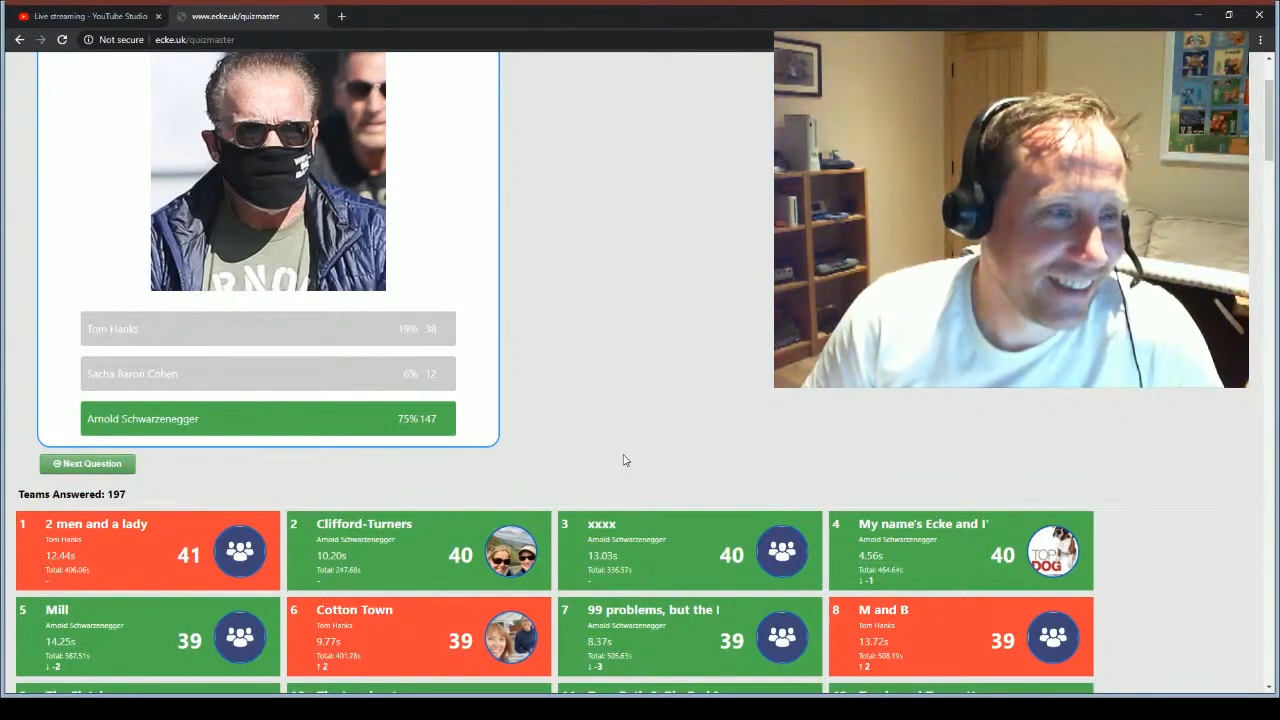 Live streaming - YouTube Studio
www.ecke.uk/quizmaster
Not secure ecke.uk/quizmaster
Tom Hanks 19% 38
Sacha Baron Cohen 6% 12
Arnold Schwarzenegger 75% 147
Next Question
Teams Answered: 197
1 2 men and a lady
Tom Hanks
12.44s
Total: 406.06s
-
41
2 Clifford-Turners
Arnold Schwarzenegger
10.20s
Total: 247.68s
-
40
3 xxxx
Arnold Schwarzenegger
13.03s
Total: 336.57s
-
40
4 My name's Ecke and I'
Arnold Schwarzenegger
4.56s
Total: 464.64s
↓ -1
40
TOP
DOG
5 Mill
Arnold Schwarzenegger
14.25s
Total: 367.51s
↓ -2
39
6 Cotton Town
Tom Hanks
9.77s
Total: 401.78s
↑ 2
39
7 99 problems, but the l
Arnold Schwarzenegger
8.37s
Total: 505.63s
↓ -3
39
8 M and B
Tom Hanks
13.72s
Total: 508.19s
↑ 2
39